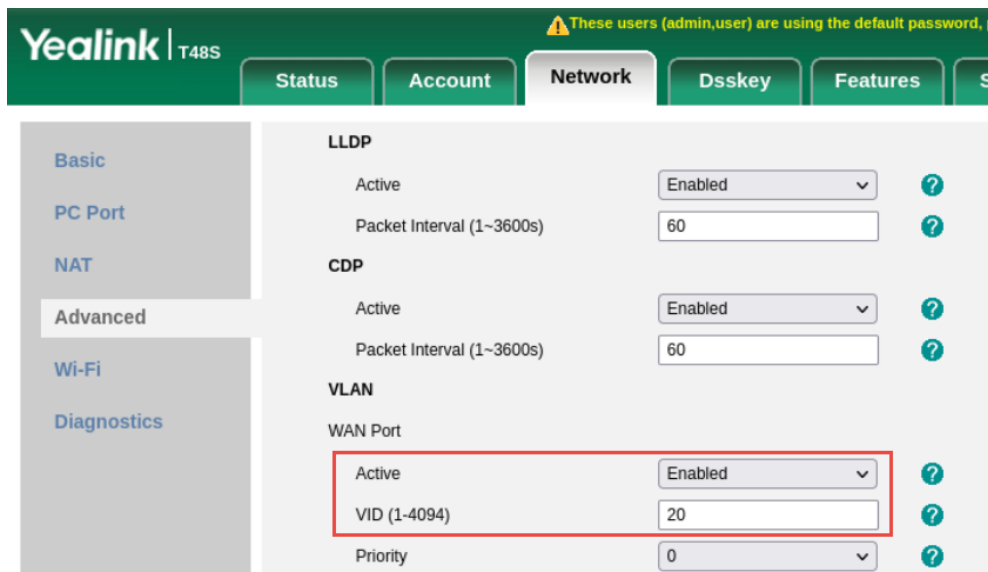 These users (admin,user) are using the default password,
Yealink | T48S
Status Account Network Dsskey Features S
Basic
PC Port
NAT
Advanced
Wi-Fi
Diagnostics
LLDP
Active Enabled ?
Packet Interval (1~3600s) 60 ?
CDP
Active Enabled ?
Packet Interval (1~3600s) 60 ?
VLAN
WAN Port
Active Enabled ?
VID (1-4094) 20 ?
Priority 0 ?